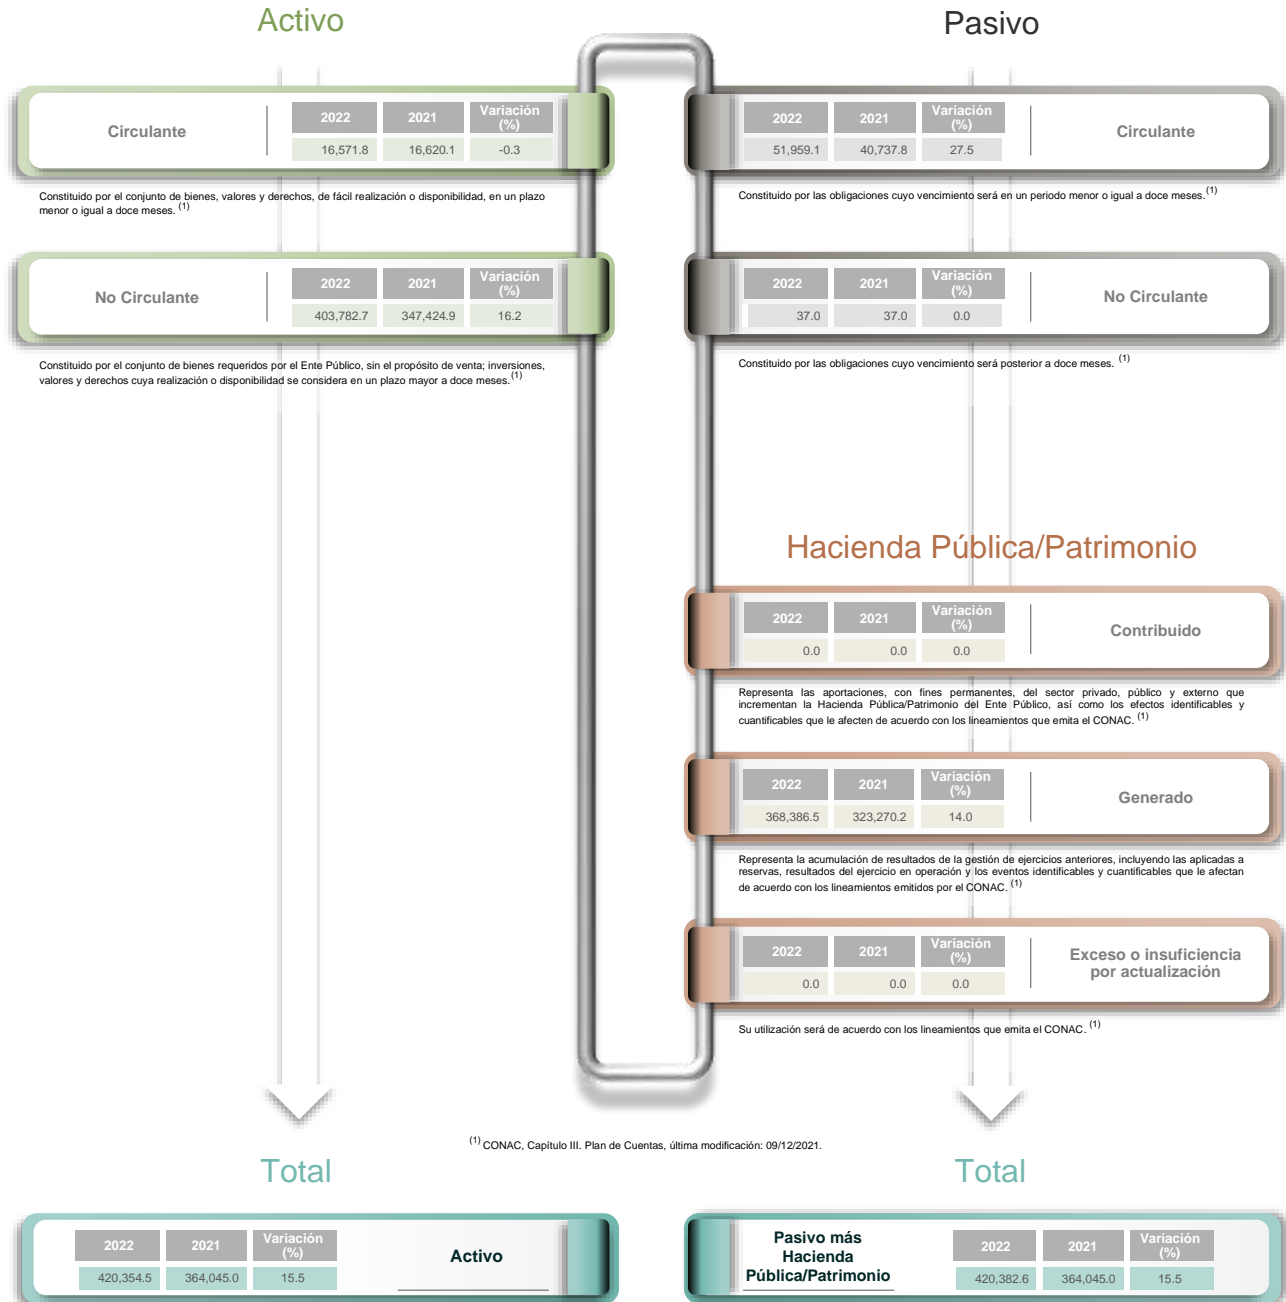 Activo
Circulante
2022 2021 Variación (%)
16,571.8 16,620.1 -0.3
Constituido por el conjunto de bienes, valores y derechos, de fácil realización o disponibilidad, en un plazo
menor o igual a doce meses. (1)
No Circulante
2022 2021 Variación (%)
403,782.7 347,424.9 16.2
Constituido por el conjunto de bienes requeridos por el Ente Público, sin el propósito de venta; inversiones,
valores y derechos cuya realización o disponibilidad se considera en un plazo mayor a doce meses. (1)
Pasivo
2022 2021 Variación (%)
51,959.1 40,737.8 27.5
Circulante
Constituido por las obligaciones cuyo vencimiento será en un periodo menor o igual a doce meses. (1)
2022 2021 Variación (%)
37.0 37.0 0.0
No Circulante
Constituido por las obligaciones cuyo vencimiento será posterior a doce meses. (1)
Hacienda Pública/Patrimonio
2022 2021 Variación (%)
0.0 0.0 0.0
Contribuido
Representa las aportaciones, con fines permanentes, del sector privado, público y externo que
incrementan la Hacienda Pública/Patrimonio del Ente Público, así como los efectos identificables y
cuantificables que le afecten de acuerdo con los lineamientos que emita el CONAC. (1)
2022 2021 Variación (%)
368,386.5 323,270.2 14.0
Generado
Representa la acumulación de resultados de la gestión de ejercicios anteriores, incluyendo las aplicadas a
reservas, resultados del ejercicio en operación y los eventos identificables y cuantificables que le afectan
de acuerdo con los lineamientos emitidos por el CONAC. (1)
2022 2021 Variación (%)
0.0 0.0 0.0
Exceso o insuficiencia
por actualización
Su utilización será de acuerdo con los lineamientos que emita el CONAC. (1)
(1) CONAC, Capítulo III. Plan de Cuentas, última modificación: 09/12/2021.
Total
2022 2021 Variación (%)
420,354.5 364,045.0 15.5
Activo
Total
Pasivo más
Hacienda
Pública/Patrimonio
2022 2021 Variación (%)
420,382.6 364,045.0 15.5